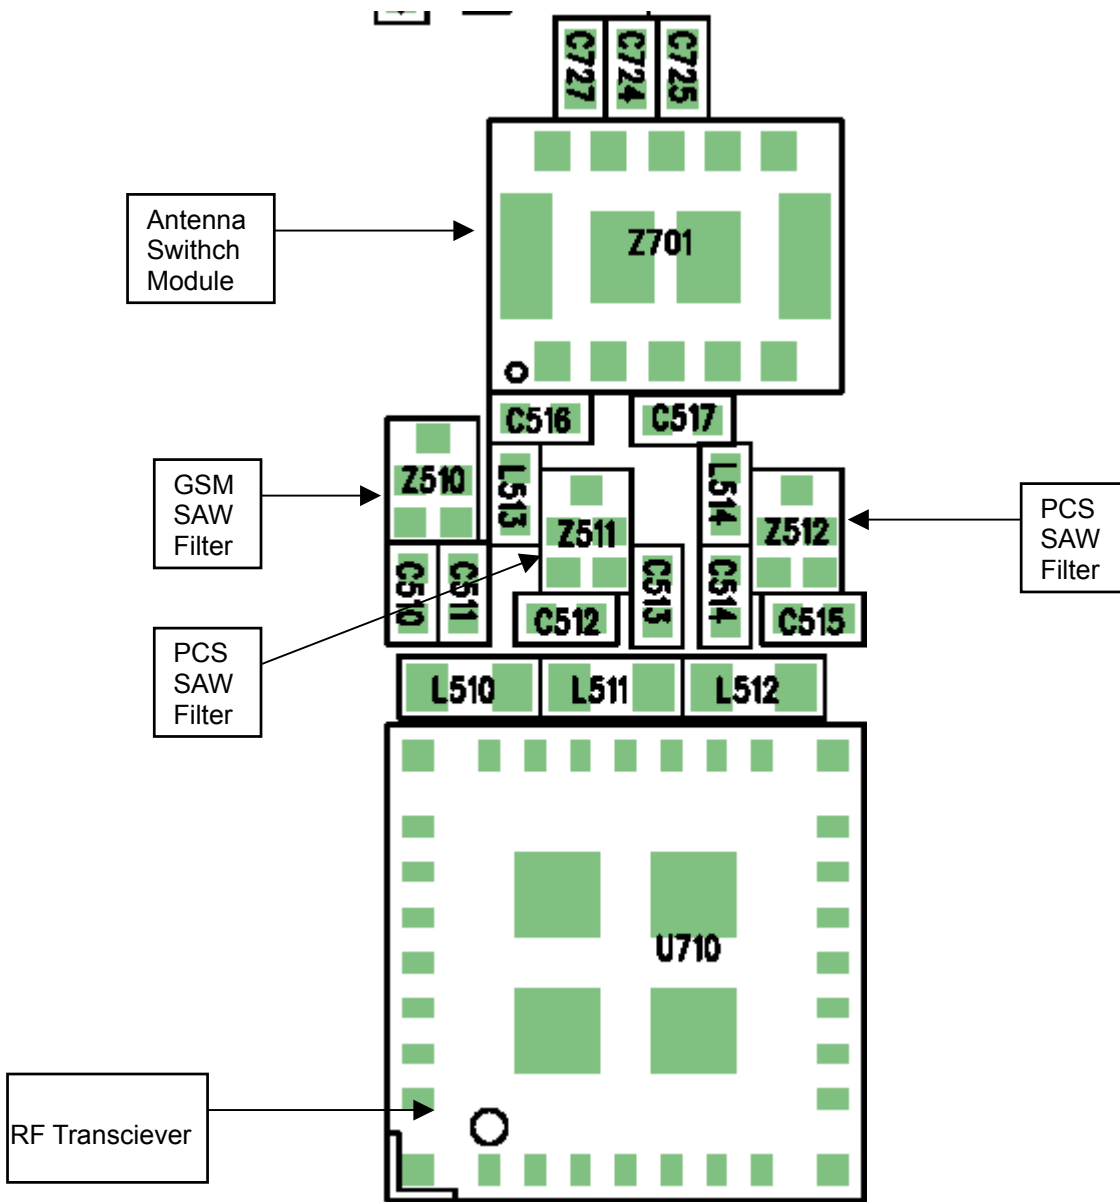 C727
C724
C725
Antenna
Swithch
Module
Z701
C516
C517
GSM
SAW
Filter
Z510
L513
Z511
L514
Z512
PCS
SAW
Filter
C510
C511
C512
C513
C514
C515
PCS
SAW
Filter
L510
L511
L512
U710
RF Transciever